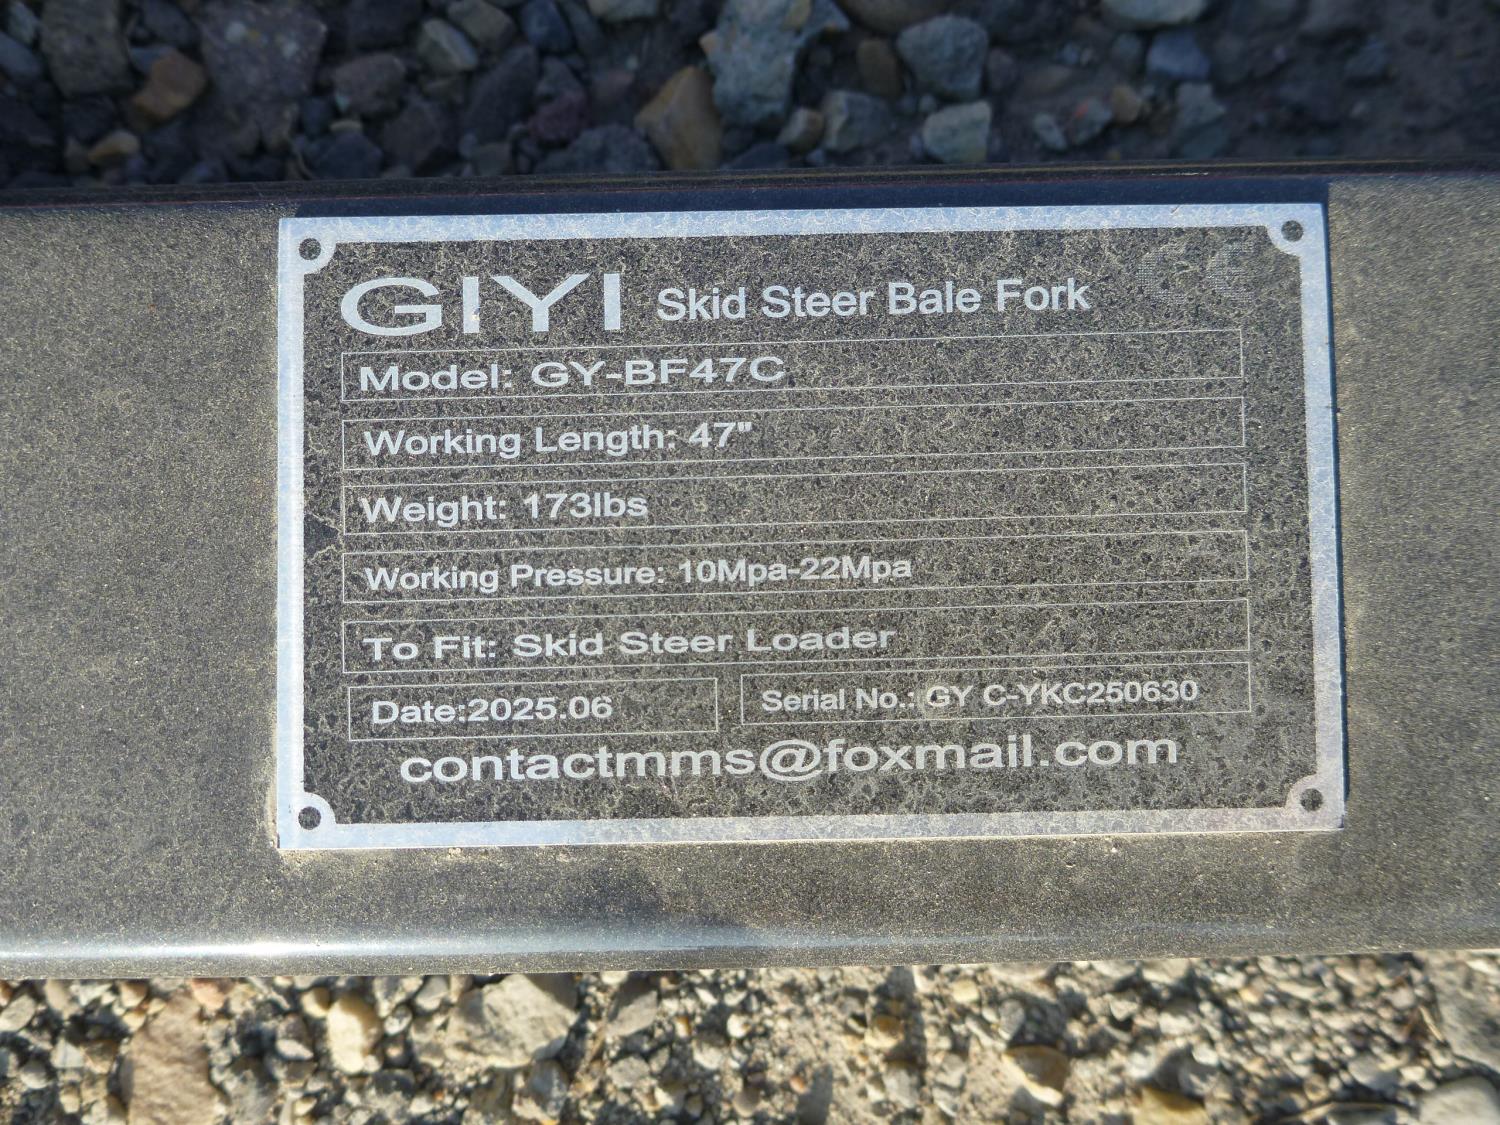 GIYI Skid Steer Bale Fork CE
Model: GY-BF47C
Working Length: 47"
Weight: 173lbs
Working Pressure: 10Mpa-22Mpa
To Fit: Skid Steer Loader
Date:2025.06 Serial No.: GY C-YKC250630
contactmms@foxmail.com